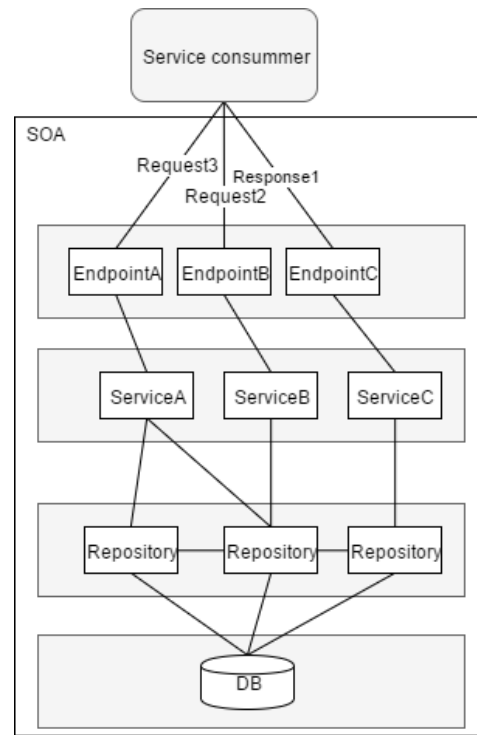 Service consummer
SOA
Request3
Response1
Request2
EndpointA
EndpointB
EndpointC
ServiceA
ServiceB
ServiceC
Repository
Repository
Repository
DB